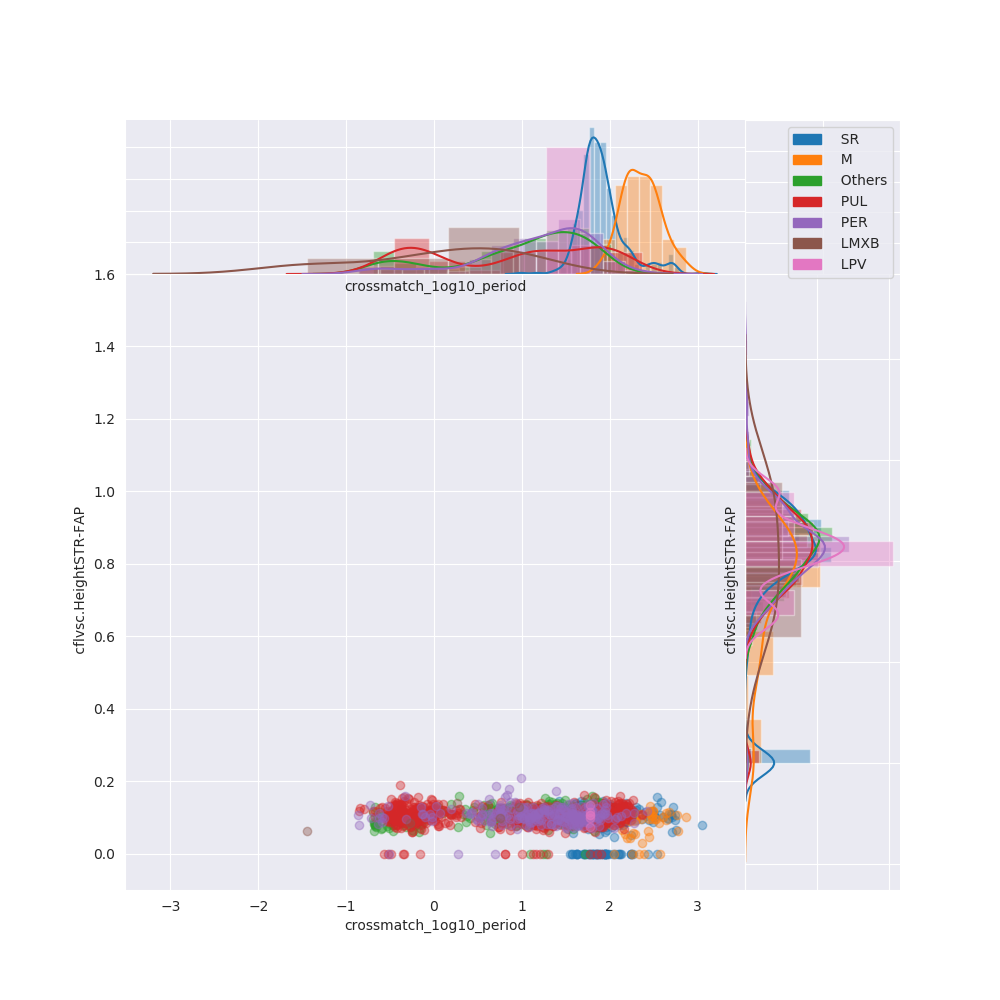 SR
M
Others
PUL
PER
LMXB
LPV
crossmatch_1og10_period
1.6
1.4
1.2
1.0
0.8
0.6
0.4
0.2
0.0
cflvsc.HeightSTR-FAP
cflvsc.HeightSTR-FAP
−3 −2 −1 0 1 2 3
crossmatch_1og10_period